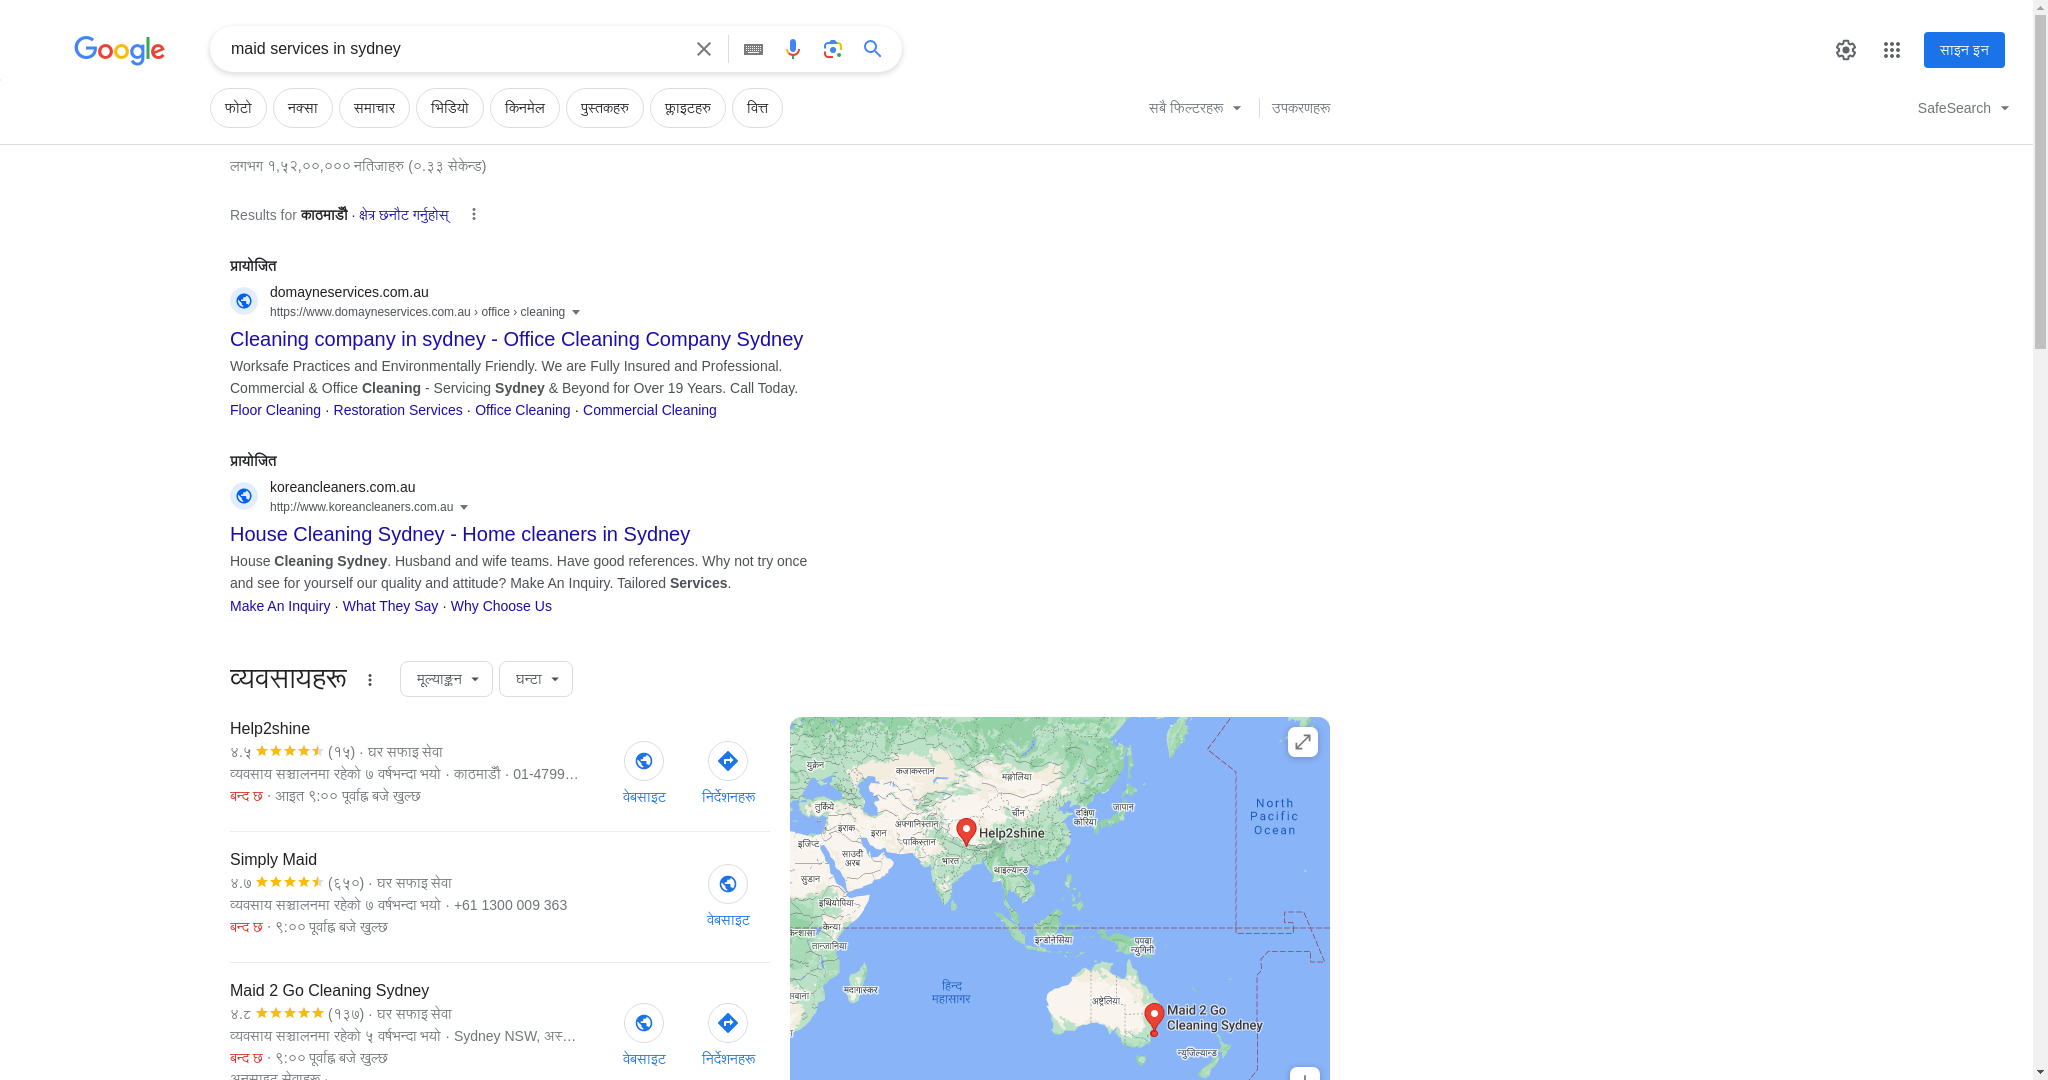 Google
maid services in sydney
साइन इन
फोटो
नक्सा
समाचार
भिडियो
किनमेल
पुस्तकहरु
फ्लाइटहरु
वित्त
सबै फिल्टरहरू
उपकरणहरू
SafeSearch
लगभग १,५२,००,००० नतिजाहरु (०.३३ सेकेन्ड)
Results for काठमाडौँ · क्षेत्र छनौट गर्नुहोस्
प्रायोजित
domayneservices.com.au
https://www.domayneservices.com.au › office › cleaning
Cleaning company in sydney - Office Cleaning Company Sydney
Worksafe Practices and Environmentally Friendly. We are Fully Insured and Professional.
Commercial & Office Cleaning - Servicing Sydney & Beyond for Over 19 Years. Call Today.
Floor Cleaning · Restoration Services · Office Cleaning · Commercial Cleaning
प्रायोजित
koreancleaners.com.au
http://www.koreancleaners.com.au
House Cleaning Sydney - Home cleaners in Sydney
House Cleaning Sydney. Husband and wife teams. Have good references. Why not try once
and see for yourself our quality and attitude? Make An Inquiry. Tailored Services.
Make An Inquiry · What They Say · Why Choose Us
व्यवसायहरू
मूल्याङ्कन
घन्टा
Help2shine
४.५ (१५) · घर सफाइ सेवा
व्यवसाय सञ्चालनमा रहेको ७ वर्षभन्दा भयो · काठमाडौँ · 01-4799...
बन्द छ · आइत ९:०० पूर्वाह्न बजे खुल्छ
वेबसाइट
निर्देशनहरू
Simply Maid
४.७ (६५०) · घर सफाइ सेवा
व्यवसाय सञ्चालनमा रहेको ७ वर्षभन्दा भयो · +61 1300 009 363
बन्द छ · ९:०० पूर्वाह्न बजे खुल्छ
वेबसाइट
Maid 2 Go Cleaning Sydney
४.८ (१३७) · घर सफाइ सेवा
व्यवसाय सञ्चालनमा रहेको ५ वर्षभन्दा भयो · Sydney NSW, अस्...
बन्द छ · ९:०० पूर्वाह्न बजे खुल्छ
वेबसाइट
निर्देशनहरू
अनसाइट सेवाहरू ·
युक्रेन
कजाकस्तान
मङ्गोलिया
टुर्किये
चीन
दक्षिण
कोरिया
जापान
इराक
इरान
अफ्गानिस्तान
पाकिस्तान
Help2shine
इजिप्ट
साउदी
अरब
भारत
थाइल्यान्ड
सुडान
इथियोपिया
केन्या
तान्जानिया
इन्डोनेसिया
पपुवा
न्युगिनी
North
Pacific
Ocean
हिन्द
महासागर
मदागास्कर
अष्ट्रेलिया
Maid 2 Go
Cleaning Sydney
न्युजिल्यान्ड